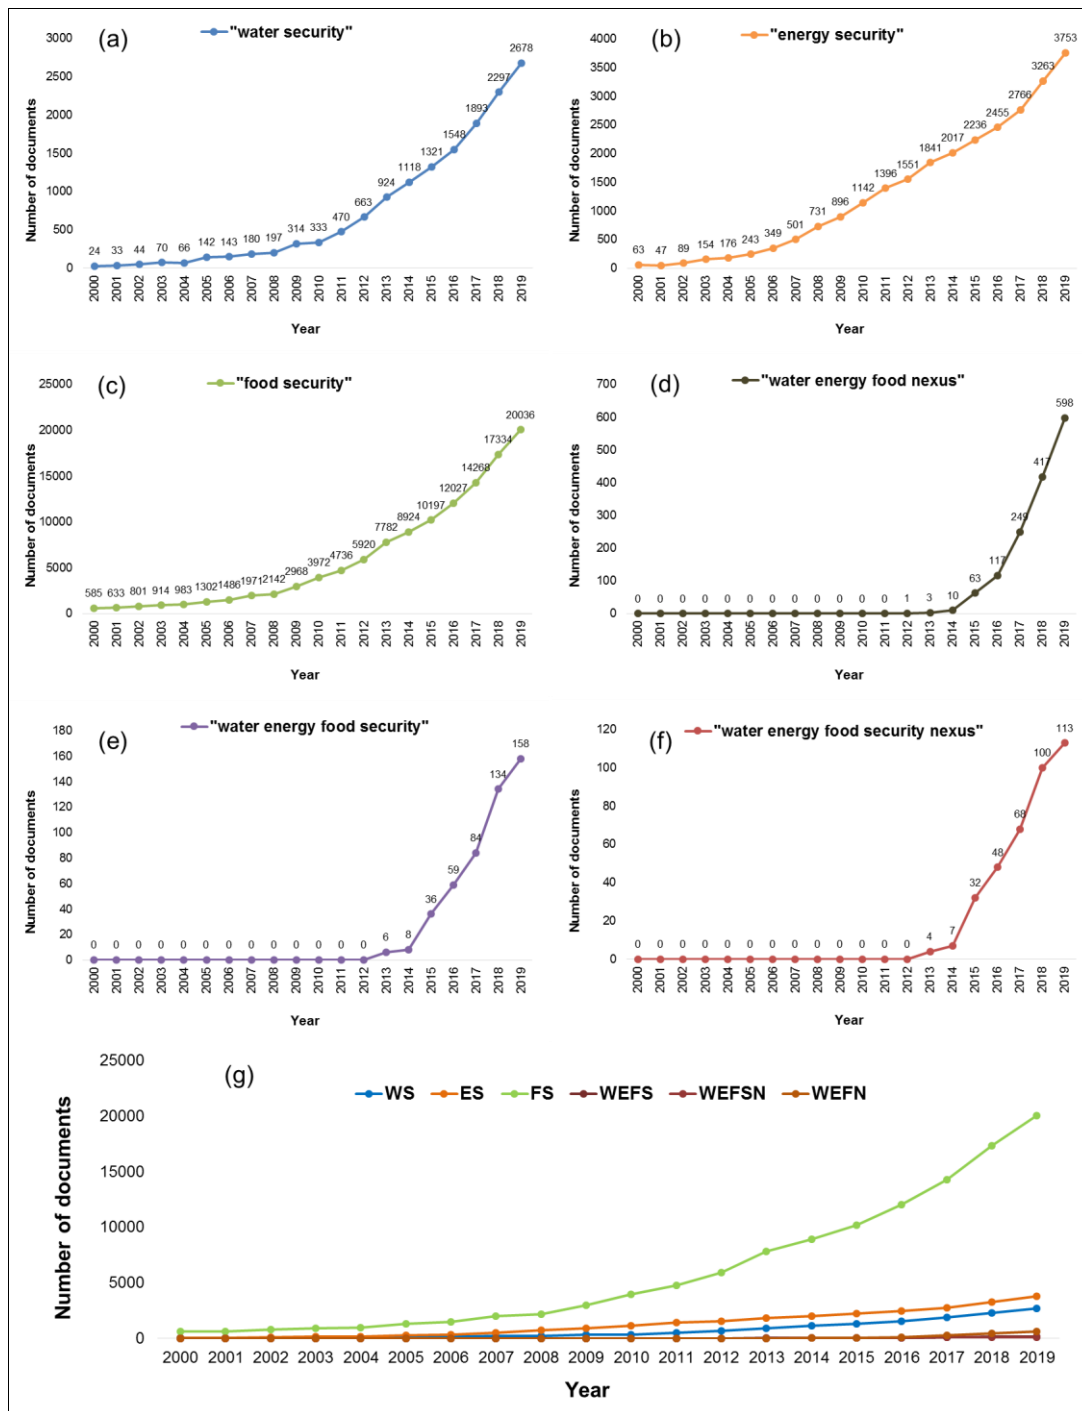 (a) "water security"
Number of documents
3000
2500
2000
1500
1000
500
0
24 33 44 70 66 142 143 180 197 314 333 470 663 924 1118 1321 1548 1893 2297 2678
2000 2001 2002 2003 2004 2005 2006 2007 2008 2009 2010 2011 2012 2013 2014 2015 2016 2017 2018 2019
Year
(b) "energy security"
Number of documents
4000
3500
3000
2500
2000
1500
1000
500
0
63 47 89 154 176 243 349 501 731 896 1142 1396 1551 1841 2017 2236 2455 2766 3263 3753
2000 2001 2002 2003 2004 2005 2006 2007 2008 2009 2010 2011 2012 2013 2014 2015 2016 2017 2018 2019
Year
(c) "food security"
Number of documents
25000
20000
15000
10000
5000
0
585 633 801 914 983 1302 1486 1971 2142 2968 3972 4736 5920 7782 8924 10197 12027 14268 17334 20036
2000 2001 2002 2003 2004 2005 2006 2007 2008 2009 2010 2011 2012 2013 2014 2015 2016 2017 2018 2019
Year
(d) "water energy food nexus"
Number of documents
700
600
500
400
300
200
100
0
0 0 0 0 0 0 0 0 0 0 0 0 1 3 10 63 117 249 417 598
2000 2001 2002 2003 2004 2005 2006 2007 2008 2009 2010 2011 2012 2013 2014 2015 2016 2017 2018 2019
Year
(e) "water energy food security"
Number of documents
180
160
140
120
100
80
60
40
20
0
0 0 0 0 0 0 0 0 0 0 0 0 0 6 8 36 59 84 134 158
2000 2001 2002 2003 2004 2005 2006 2007 2008 2009 2010 2011 2012 2013 2014 2015 2016 2017 2018 2019
Year
(f) "water energy food security nexus"
Number of documents
120
100
80
60
40
20
0
0 0 0 0 0 0 0 0 0 0 0 0 0 4 7 32 48 68 100 113
2000 2001 2002 2003 2004 2005 2006 2007 2008 2009 2010 2011 2012 2013 2014 2015 2016 2017 2018 2019
Year
(g) WS ES FS WEFS WEFSN WEFN
Number of documents
25000
20000
15000
10000
5000
0
2000 2001 2002 2003 2004 2005 2006 2007 2008 2009 2010 2011 2012 2013 2014 2015 2016 2017 2018 2019
Year